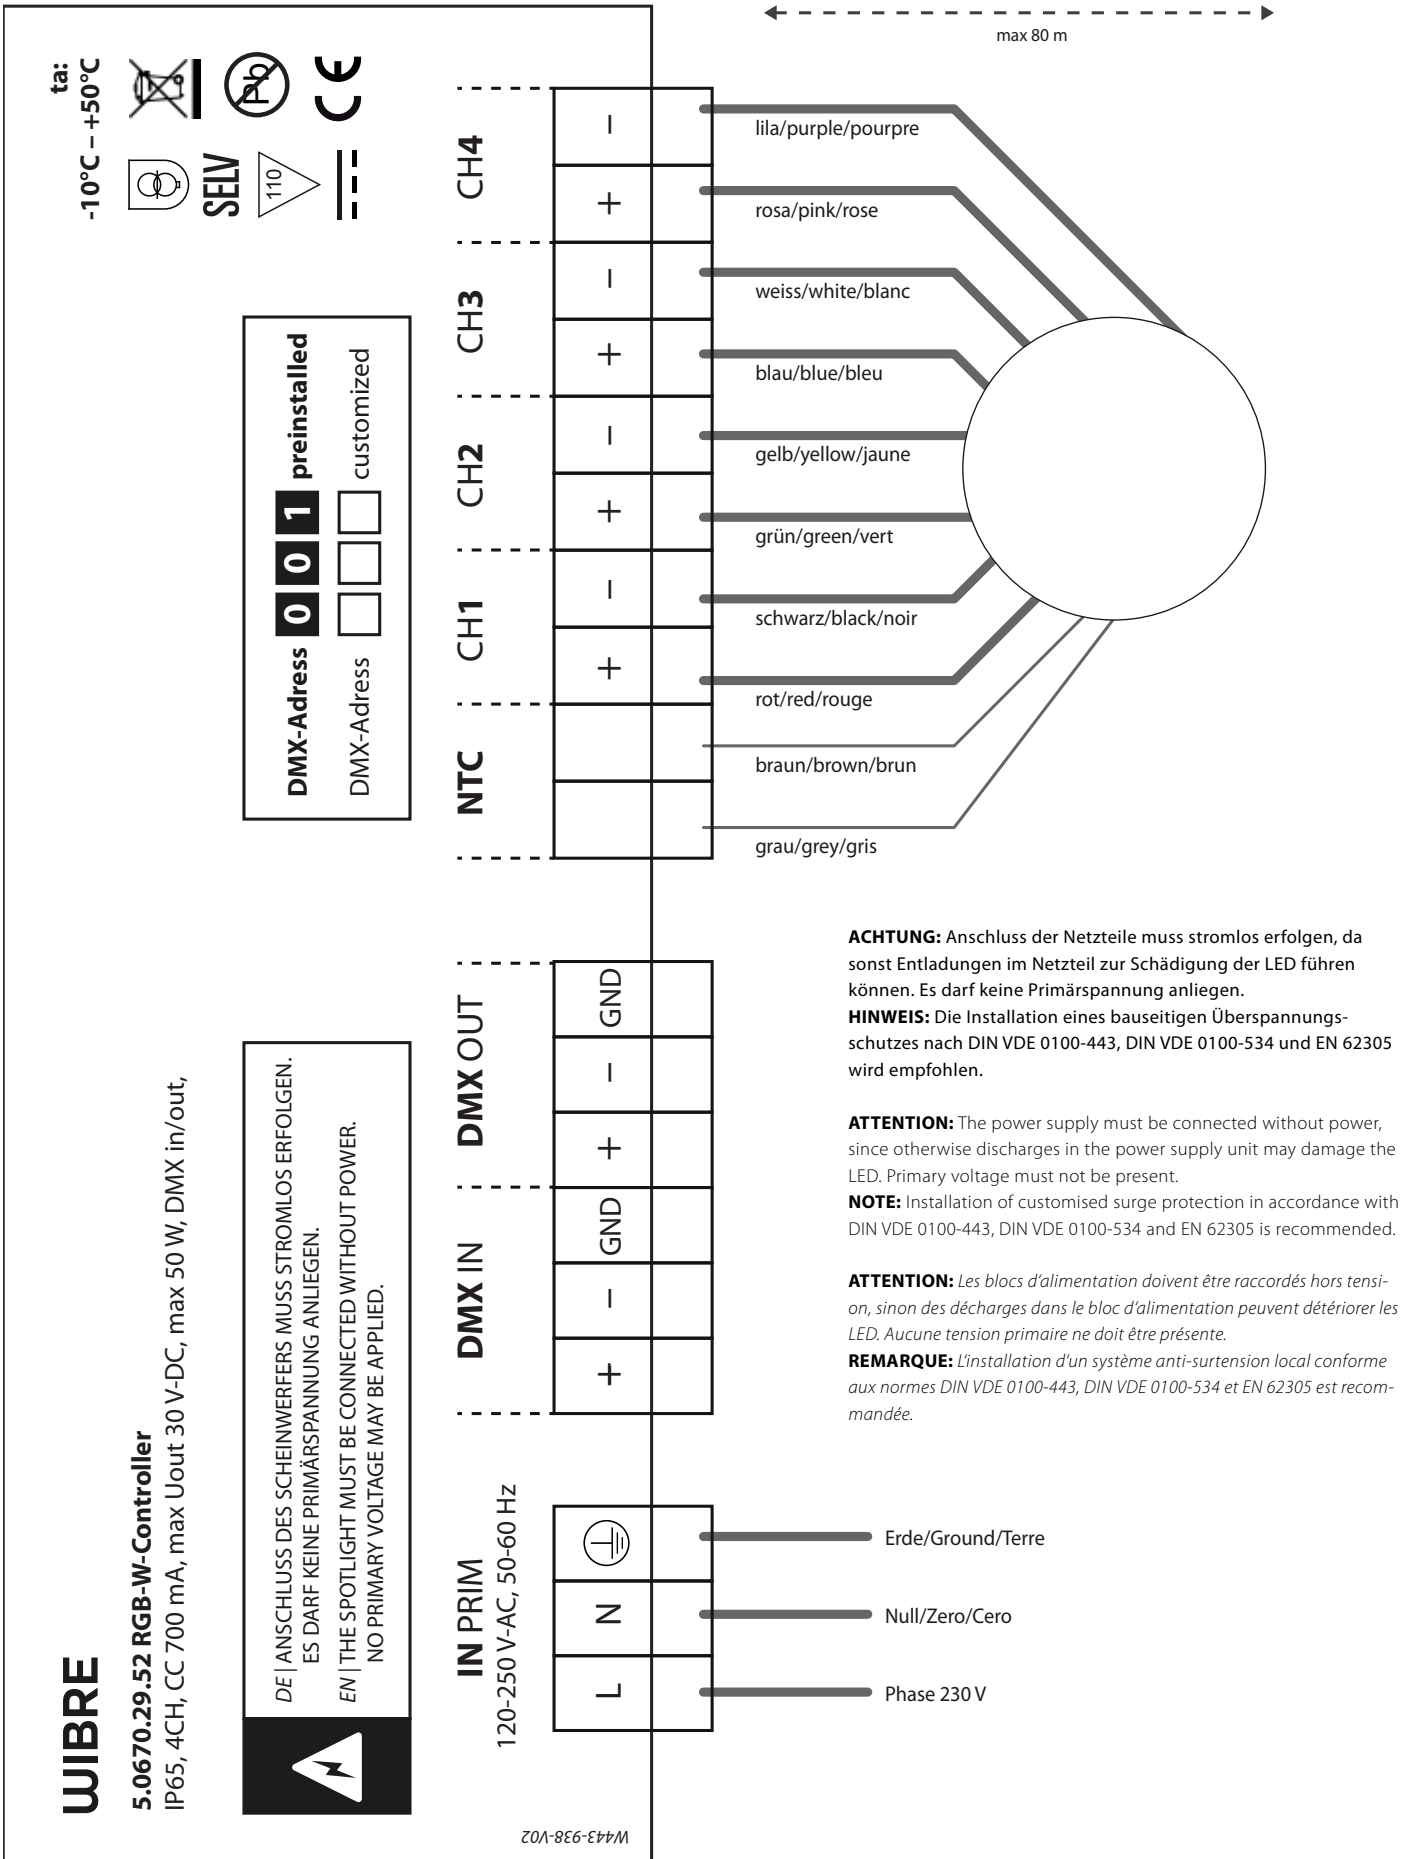 max 80 m
ta:
-10°C – +50°C
Pb
CE
SELV
110
WIBRE
5.0670.29.52 RGB-W-Controller
IP65, 4CH, CC 700 mA, max Uout 30 V-DC, max 50 W, DMX in/out,
DE | ANSCHLUSS DES SCHEINWERFERS MUSS STROMLOS ERFOLGEN.
ES DARF KEINE PRIMÄRSPANNUNG ANLIEGEN.
EN | THE SPOTLIGHT MUST BE CONNECTED WITHOUT POWER.
NO PRIMARY VOLTAGE MAY BE APPLIED.
DMX-Adress 0 0 1 preinstalled
DMX-Adress customized
IN PRIM
120-250 V-AC, 50-60 Hz
DMX IN
DMX OUT
NTC
CH1
CH2
CH3
CH4
L N
+ − GND + − GND
+ − + − + − + −
lila/purple/pourpre
rosa/pink/rose
weiss/white/blanc
blau/blue/bleu
gelb/yellow/jaune
grün/green/vert
schwarz/black/noir
rot/red/rouge
braun/brown/brun
grau/grey/gris
ACHTUNG: Anschluss der Netzteile muss stromlos erfolgen, da
sonst Entladungen im Netzteil zur Schädigung der LED führen
können. Es darf keine Primärspannung anliegen.
HINWEIS: Die Installation eines bauseitigen Überspannungs-
schutzes nach DIN VDE 0100-443, DIN VDE 0100-534 und EN 62305
wird empfohlen.
ATTENTION: The power supply must be connected without power,
since otherwise discharges in the power supply unit may damage the
LED. Primary voltage must not be present.
NOTE: Installation of customised surge protection in accordance with
DIN VDE 0100-443, DIN VDE 0100-534 and EN 62305 is recommended.
ATTENTION: Les blocs d'alimentation doivent être raccordés hors tensi-
on, sinon des décharges dans le bloc d'alimentation peuvent détériorer les
LED. Aucune tension primaire ne doit être présente.
REMARQUE: L'installation d'un système anti-surtension local conforme
aux normes DIN VDE 0100-443, DIN VDE 0100-534 et EN 62305 est recom-
mandée.
Erde/Ground/Terre
Null/Zero/Cero
Phase 230 V
W443-938-V02